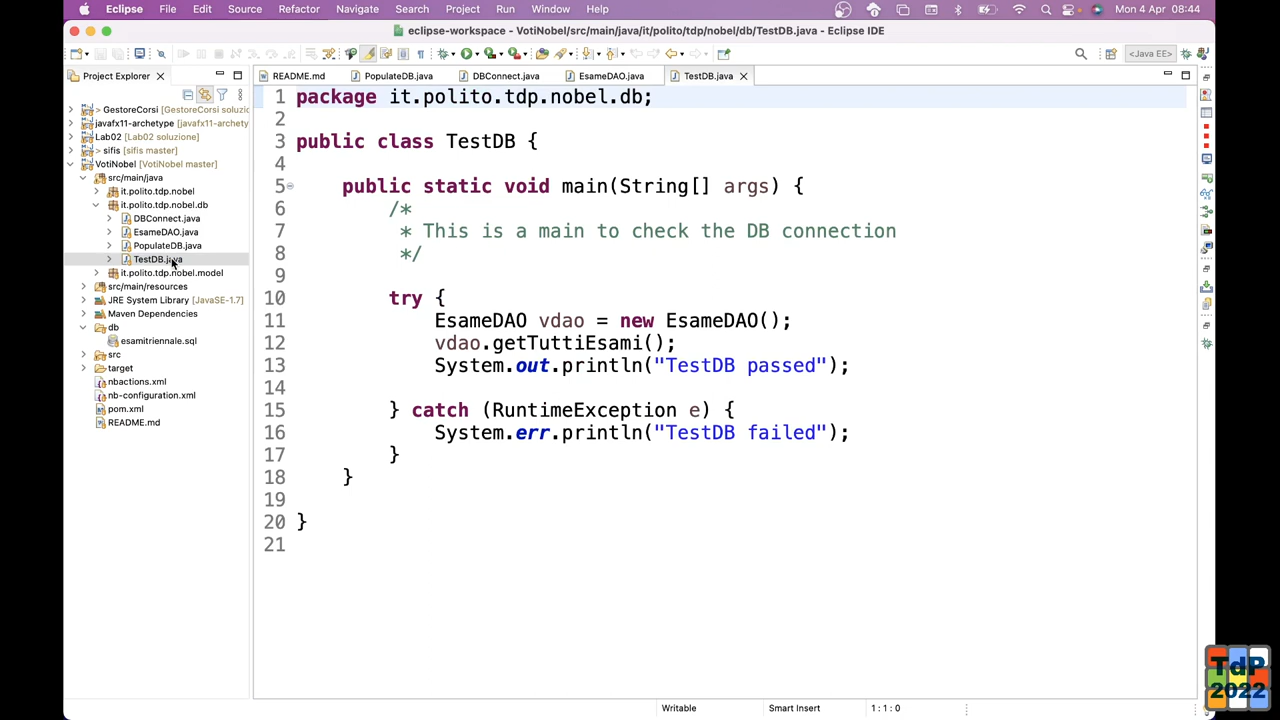 Eclipse File Edit Source Refactor Navigate Search Project Run Window Help Mon 4 Apr 08:44
eclipse-workspace - VotiNobel/src/main/java/it/polito/tdp/nobel/db/TestDB.java - Eclipse IDE
<Java EE>
Project Explorer
README.md PopulateDB.java DBConnect.java EsameDAO.java TestDB.java
> GestoreCorsi [GestoreCorsi soluzio
javafx11-archetype [javafx11-archety
Lab02 [Lab02 soluzione]
> sifis [sifis master]
VotiNobel [VotiNobel master]
src/main/java
it.polito.tdp.nobel
it.polito.tdp.nobel.db
DBConnect.java
EsameDAO.java
PopulateDB.java
TestDB.java
it.polito.tdp.nobel.model
src/main/resources
JRE System Library [JavaSE-1.7]
Maven Dependencies
db
esamitriennale.sql
src
target
nbactions.xml
nb-configuration.xml
pom.xml
README.md
1 package it.polito.tdp.nobel.db;
2
3 public class TestDB {
4
5 public static void main(String[] args) {
6 /*
7 * This is a main to check the DB connection
8 */
9
10 try {
11 EsameDAO vdao = new EsameDAO();
12 vdao.getTuttiEsami();
13 System.out.println("TestDB passed");
14
15 } catch (RuntimeException e) {
16 System.err.println("TestDB failed");
17 }
18 }
19
20 }
21
Writable Smart Insert 1 : 1 : 0
TdP
2022